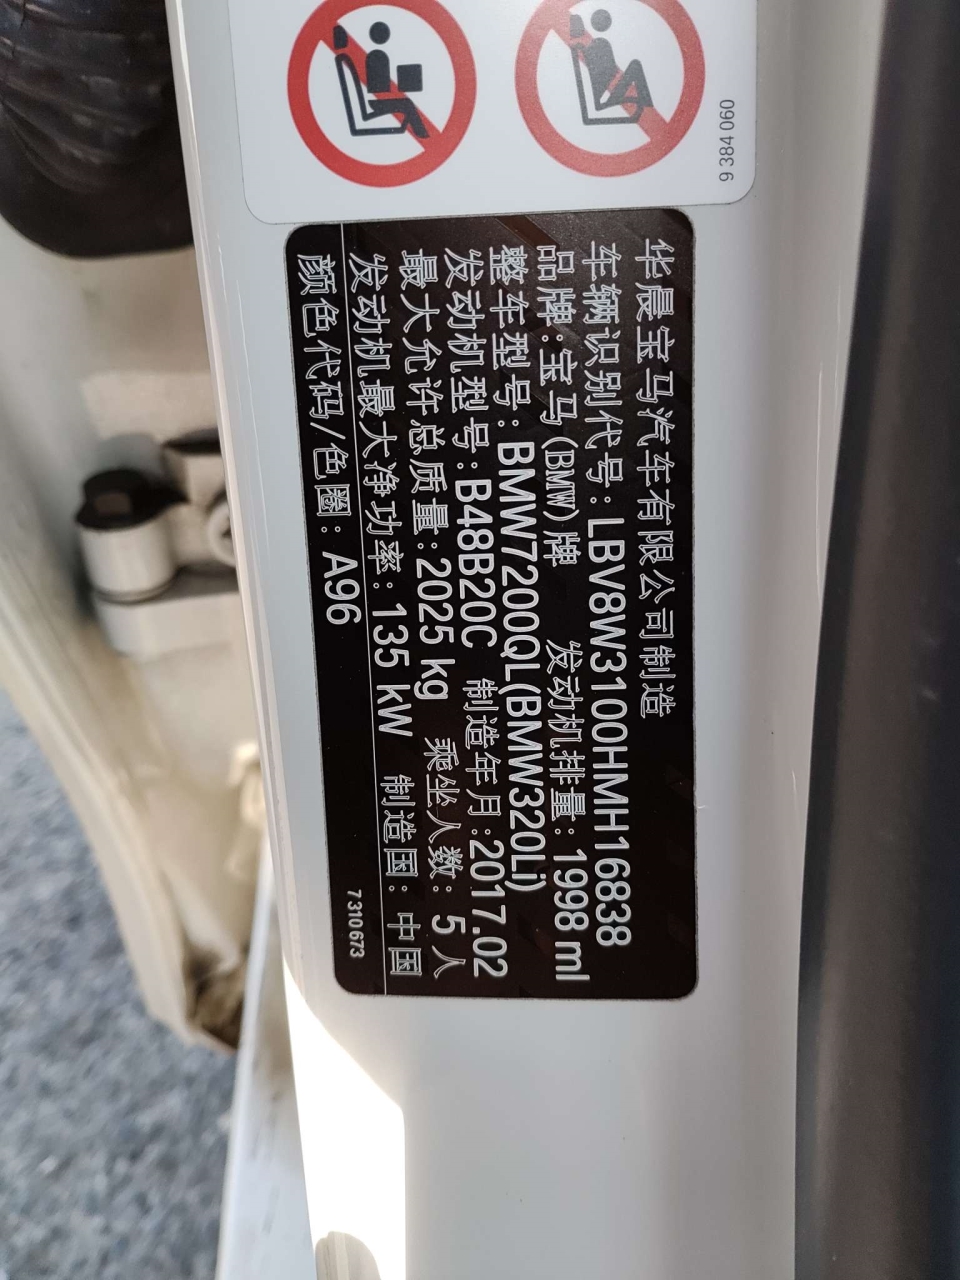 9 384 060
华晨宝马汽车有限公司制造
车辆识别代号: LBV8W3100HMH16838
品牌: 宝马(BMW)牌 发动机排量: 1998 ml
整车型号: BMW7200QL(BMW320Li)
发动机型号: B48B20C 制造年月: 2017.02
最大允许总质量: 2025 kg 乘坐人数: 5 人
发动机最大净功率: 135 kW 制造国: 中国
颜色代码/色圈: A96
7 310 673